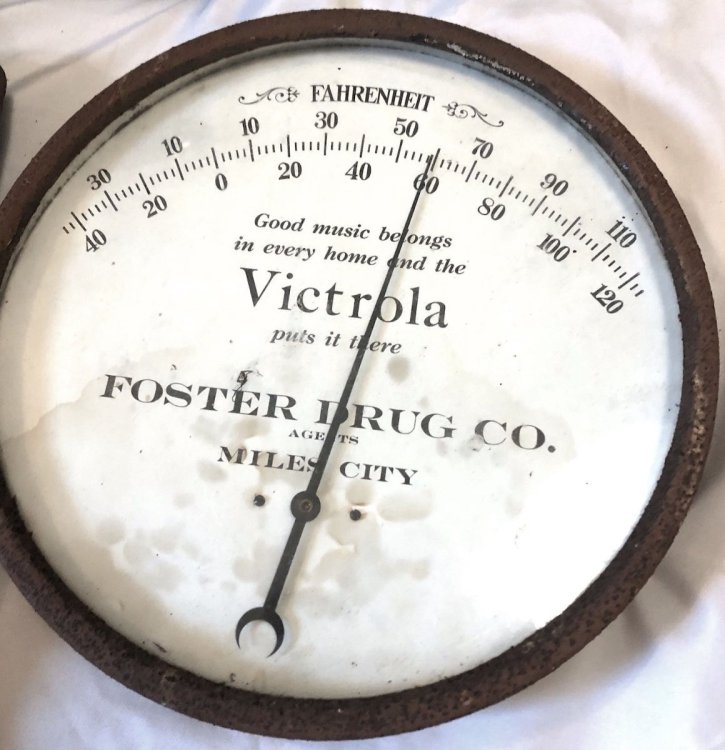 FAHRENHEIT
30 10 10 30 50 70 90 110
40 20 0 20 40 60 80 100 120
Good music belongs
in every home and the
Victrola
puts it there
FOSTER DRUG CO.
AGENTS
MILES CITY